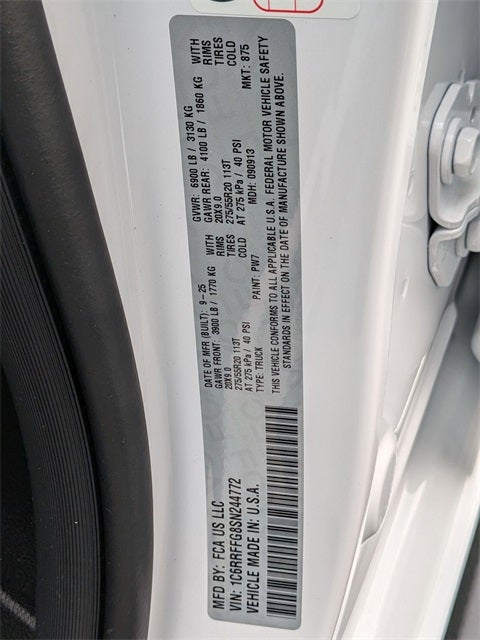 MFD BY: FCA US LLC
DATE OF MFR (BUILT): 9-25
GVWR: 6900 LB / 3130 KG
GAWR FRONT: 3900 LB / 1770 KG WITH
20X9.0 RIMS
275/55R20 113T TIRES
AT 275 kPa / 40 PSI COLD
GAWR REAR: 4100 LB / 1860 KG WITH
20X9.0 RIMS
275/55R20 113T TIRES
AT 275 kPa / 40 PSI COLD
VIN: 1C6RRFFG8SN244772
TYPE: TRUCK PAINT: PW7 MDH: 090913 MKT: 875
VEHICLE MADE IN: U.S.A.
THIS VEHICLE CONFORMS TO ALL APPLICABLE U.S.A. FEDERAL MOTOR VEHICLE SAFETY
STANDARDS IN EFFECT ON THE DATE OF MANUFACTURE SHOWN ABOVE.